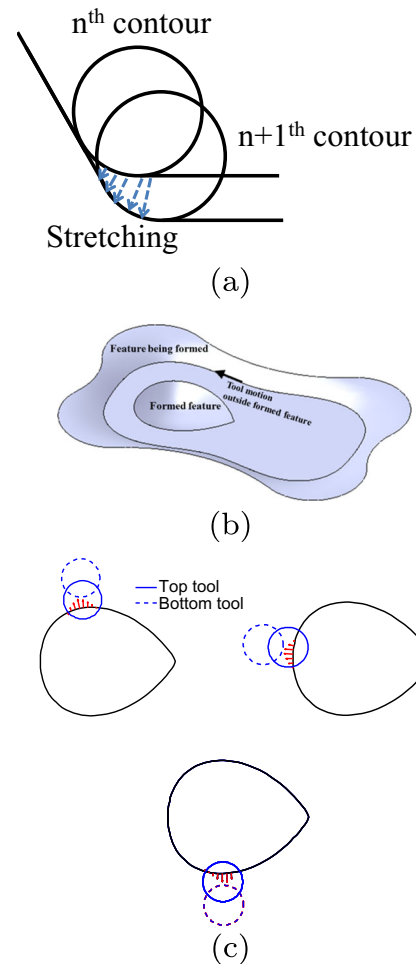 nth contour
n+1th contour
Stretching
(a)
Feature being formed
Tool motion
outside formed feature
Formed feature
(b)
Top tool
Bottom tool
(c)